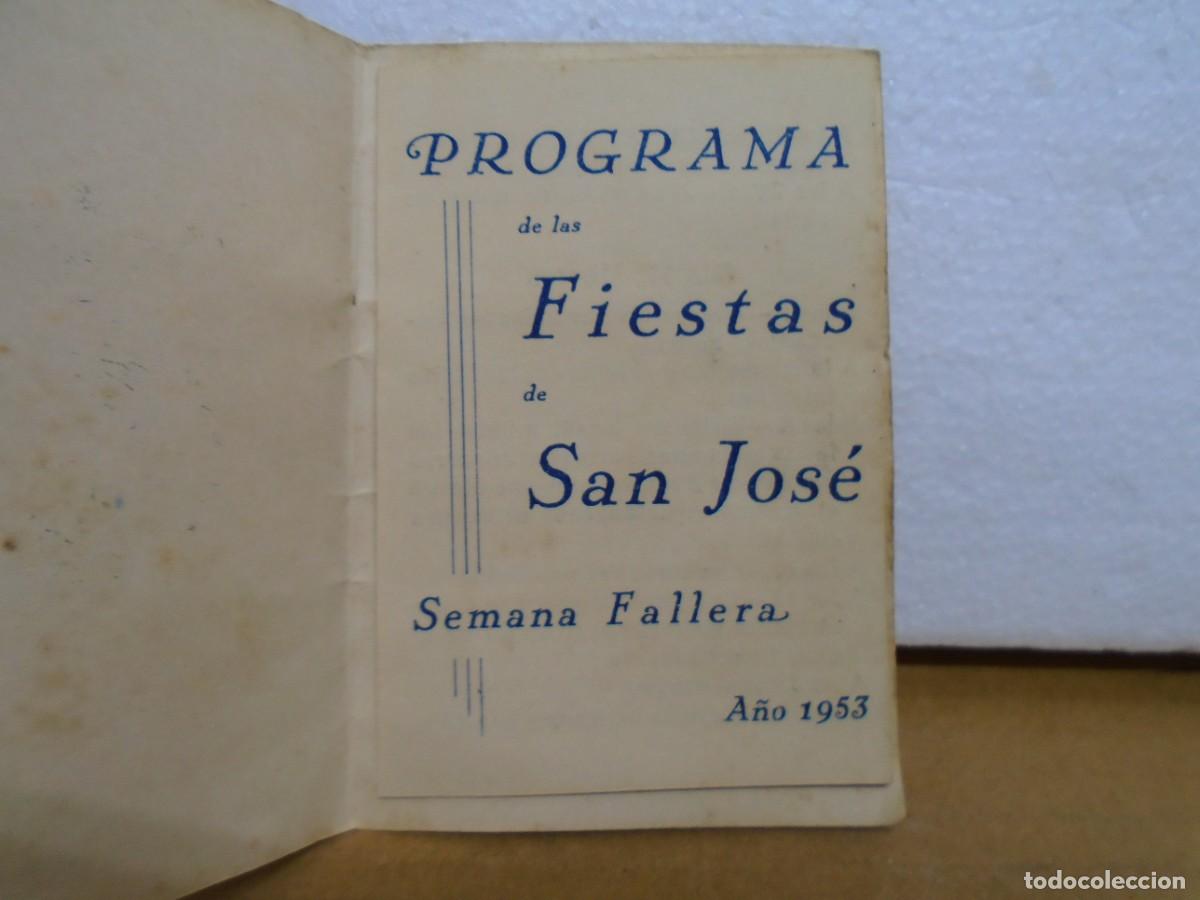 PROGRAMA
de las
Fiestas
de
San José
Semana Fallera
Año 1953
todocoleccion